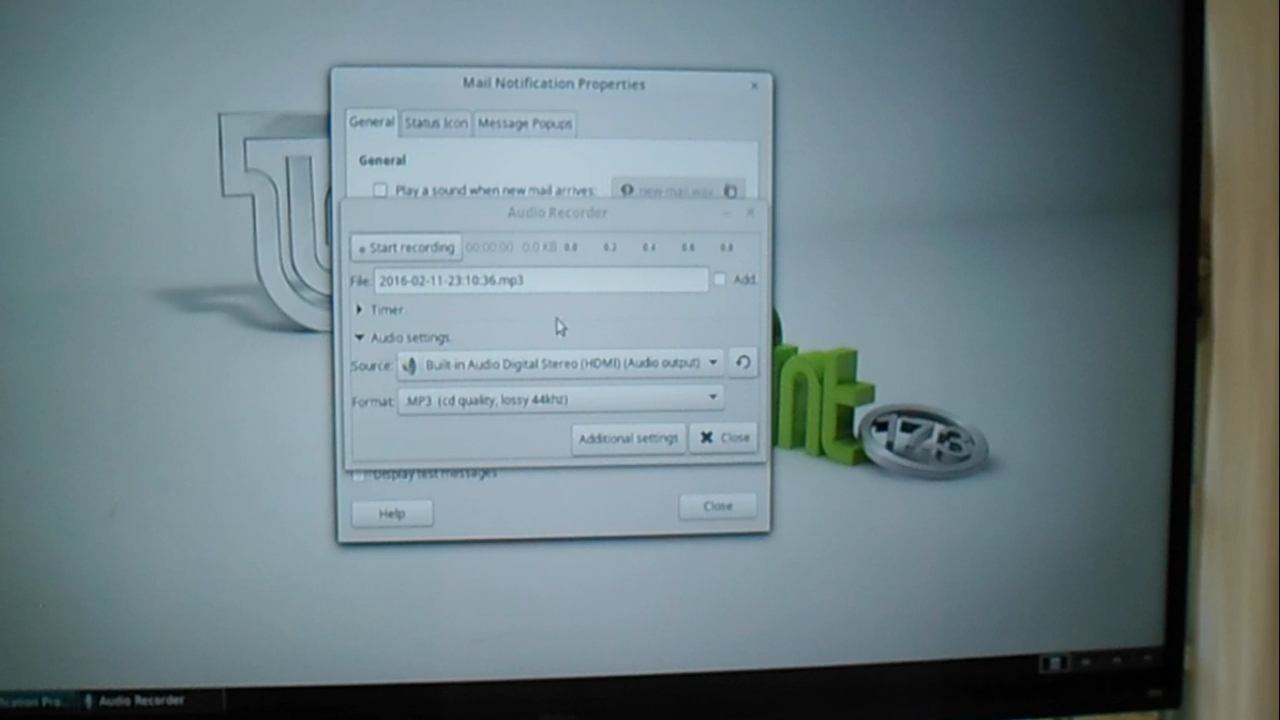 Mail Notification Properties
General Status Icon Message Popups
General
Play a sound when new mail arrives: new-mail.wav
Audio Recorder
Start recording 00:00:00 0.0 KB 0.0 0.2 0.4 0.6 0.8
File: 2016-02-11-23:10:36.mp3 Add.
Timer
Audio settings
Source: Built-in Audio Digital Stereo (HDMI) (Audio output)
Format: .MP3 (cd quality, lossy 44khz)
Additional settings Close
Display test messages
Help Close
nt
17.3
Audio Recorder